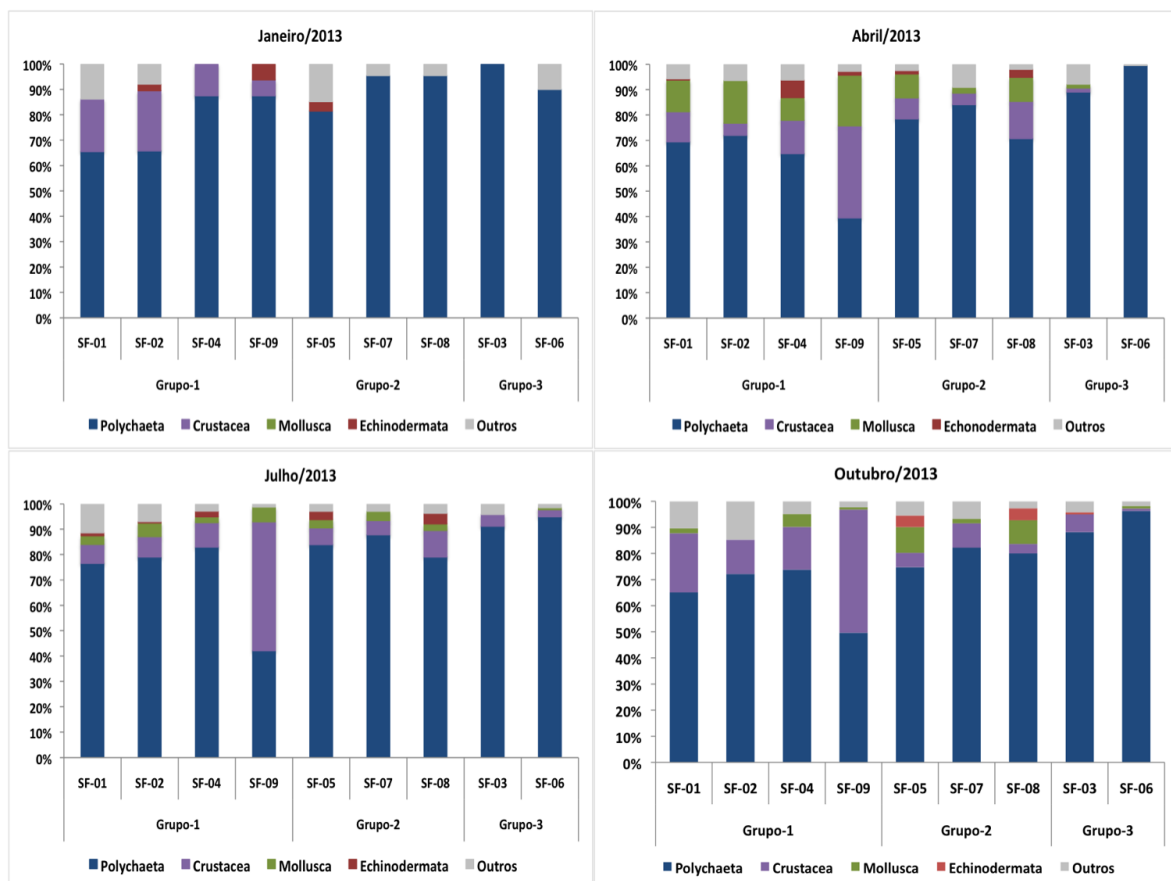 Janeiro/2013
100%
90%
80%
70%
60%
50%
40%
30%
20%
10%
0%
SF-01 SF-02 SF-04 SF-09 SF-05 SF-07 SF-08 SF-03 SF-06
Grupo-1 Grupo-2 Grupo-3
Polychaeta Crustacea Mollusca Echinodermata Outros
Abril/2013
100%
90%
80%
70%
60%
50%
40%
30%
20%
10%
0%
SF-01 SF-02 SF-04 SF-09 SF-05 SF-07 SF-08 SF-03 SF-06
Grupo-1 Grupo-2 Grupo-3
Polychaeta Crustacea Mollusca Echonodermata Outros
Julho/2013
100%
90%
80%
70%
60%
50%
40%
30%
20%
10%
0%
SF-01 SF-02 SF-04 SF-09 SF-05 SF-07 SF-08 SF-03 SF-06
Grupo-1 Grupo-2 Grupo-3
Polychaeta Crustacea Mollusca Echinodermata Outros
Outubro/2013
100%
90%
80%
70%
60%
50%
40%
30%
20%
10%
0%
SF-01 SF-02 SF-04 SF-09 SF-05 SF-07 SF-08 SF-03 SF-06
Grupo-1 Grupo-2 Grupo-3
Polychaeta Crustacea Mollusca Echinodermata Outros